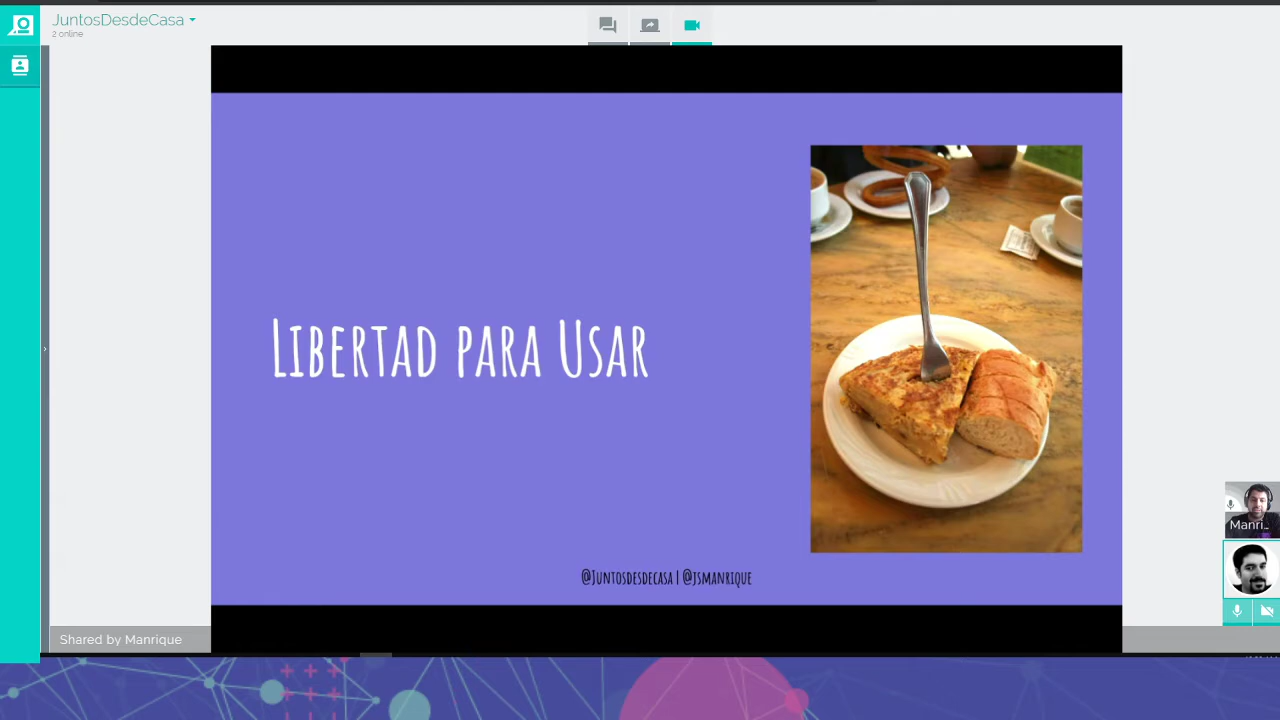 JuntosDesdeCasa
2 online
Libertad para Usar
@Juntosdesdecasa | @jsmanrique
Manri...
Shared by Manrique